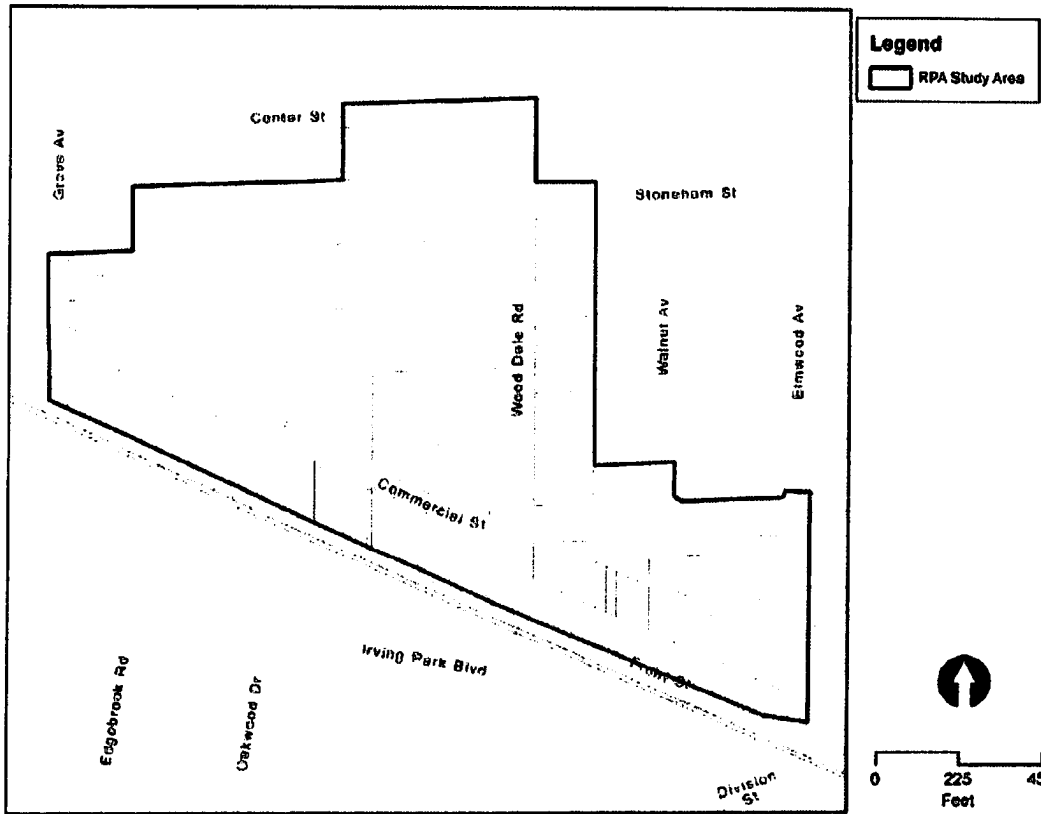 Legend
RPA Study Area
Center St
Grove Av
Stoneham St
Wood Dale Rd
Walnut Av
Elmwood Av
Commercial St
Irving Park Blvd
Front St
Edgebrook Rd
Oakwood Dr
Division
St
0 225 45
Feet